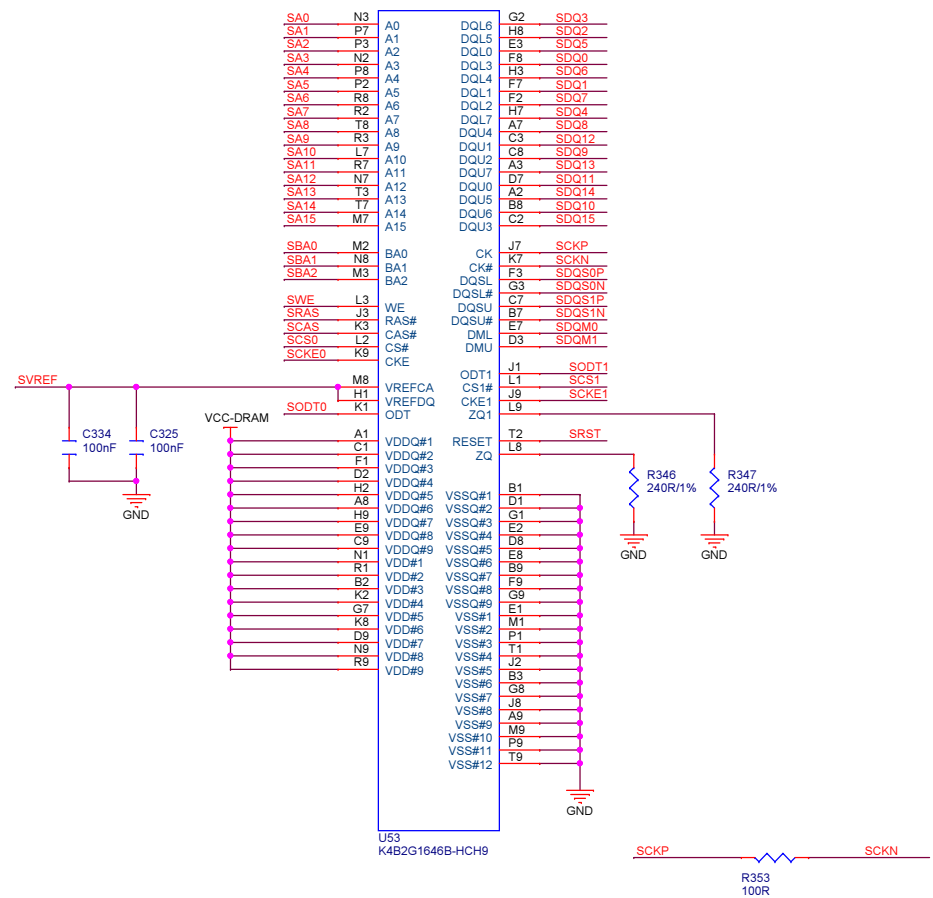 SA0 N3 A0 DQL6 G2 SDQ3
SA1 P7 A1 DQL5 H8 SDQ2
SA2 P3 A2 DQL0 E3 SDQ5
SA3 N2 A3 DQL3 F8 SDQ0
SA4 P8 A4 DQL4 H3 SDQ6
SA5 P2 A5 DQL1 F7 SDQ1
SA6 R8 A6 DQL2 F2 SDQ7
SA7 R2 A7 DQL7 H7 SDQ4
SA8 T8 A8 DQU4 A7 SDQ8
SA9 R3 A9 DQU1 C3 SDQ12
SA10 L7 A10 DQU2 C8 SDQ9
SA11 R7 A11 DQU7 A3 SDQ13
SA12 N7 A12 DQU0 D7 SDQ11
SA13 T3 A13 DQU5 A2 SDQ14
SA14 T7 A14 DQU6 B8 SDQ10
SA15 M7 A15 DQU3 C2 SDQ15
SBA0 M2 BA0 CK J7 SCKP
SBA1 N8 BA1 CK# K7 SCKN
SBA2 M3 BA2 DQSL F3 SDQS0P
DQSL# G3 SDQS0N
SWE L3 WE DQSU C7 SDQS1P
SRAS J3 RAS# DQSU# B7 SDQS1N
SCAS K3 CAS# DML E7 SDQM0
SCS0 L2 CS# DMU D3 SDQM1
SCKE0 K9 CKE
ODT1 J1 SODT1
SVREF M8 VREFCA CS1# L1 SCS1
H1 VREFDQ CKE1 J9 SCKE1
SODT0 K1 ODT ZQ1 L9
VCC-DRAM
C334 100nF
C325 100nF
GND
A1 VDDQ#1 RESET T2 SRST
C1 VDDQ#2 ZQ L8
F1 VDDQ#3
D2 VDDQ#4
H2 VDDQ#5 VSSQ#1 B1
A8 VDDQ#6 VSSQ#2 D1
H9 VDDQ#7 VSSQ#3 G1
E9 VDDQ#8 VSSQ#4 E2
C9 VDDQ#9 VSSQ#5 D8
N1 VDD#1 VSSQ#6 E8
R1 VDD#2 VSSQ#7 B9
B2 VDD#3 VSSQ#8 F9
K2 VDD#4 VSSQ#9 G9
G7 VDD#5 VSS#1 E1
K8 VDD#6 VSS#2 M1
D9 VDD#7 VSS#3 P1
N9 VDD#8 VSS#4 T1
R9 VDD#9 VSS#5 J2
VSS#6 B3
VSS#7 G8
VSS#8 J8
VSS#9 A9
VSS#10 M9
VSS#11 P9
VSS#12 T9
R346 240R/1%
R347 240R/1%
GND
GND
GND
U53
K4B2G1646B-HCH9
SCKP SCKN
R353
100R